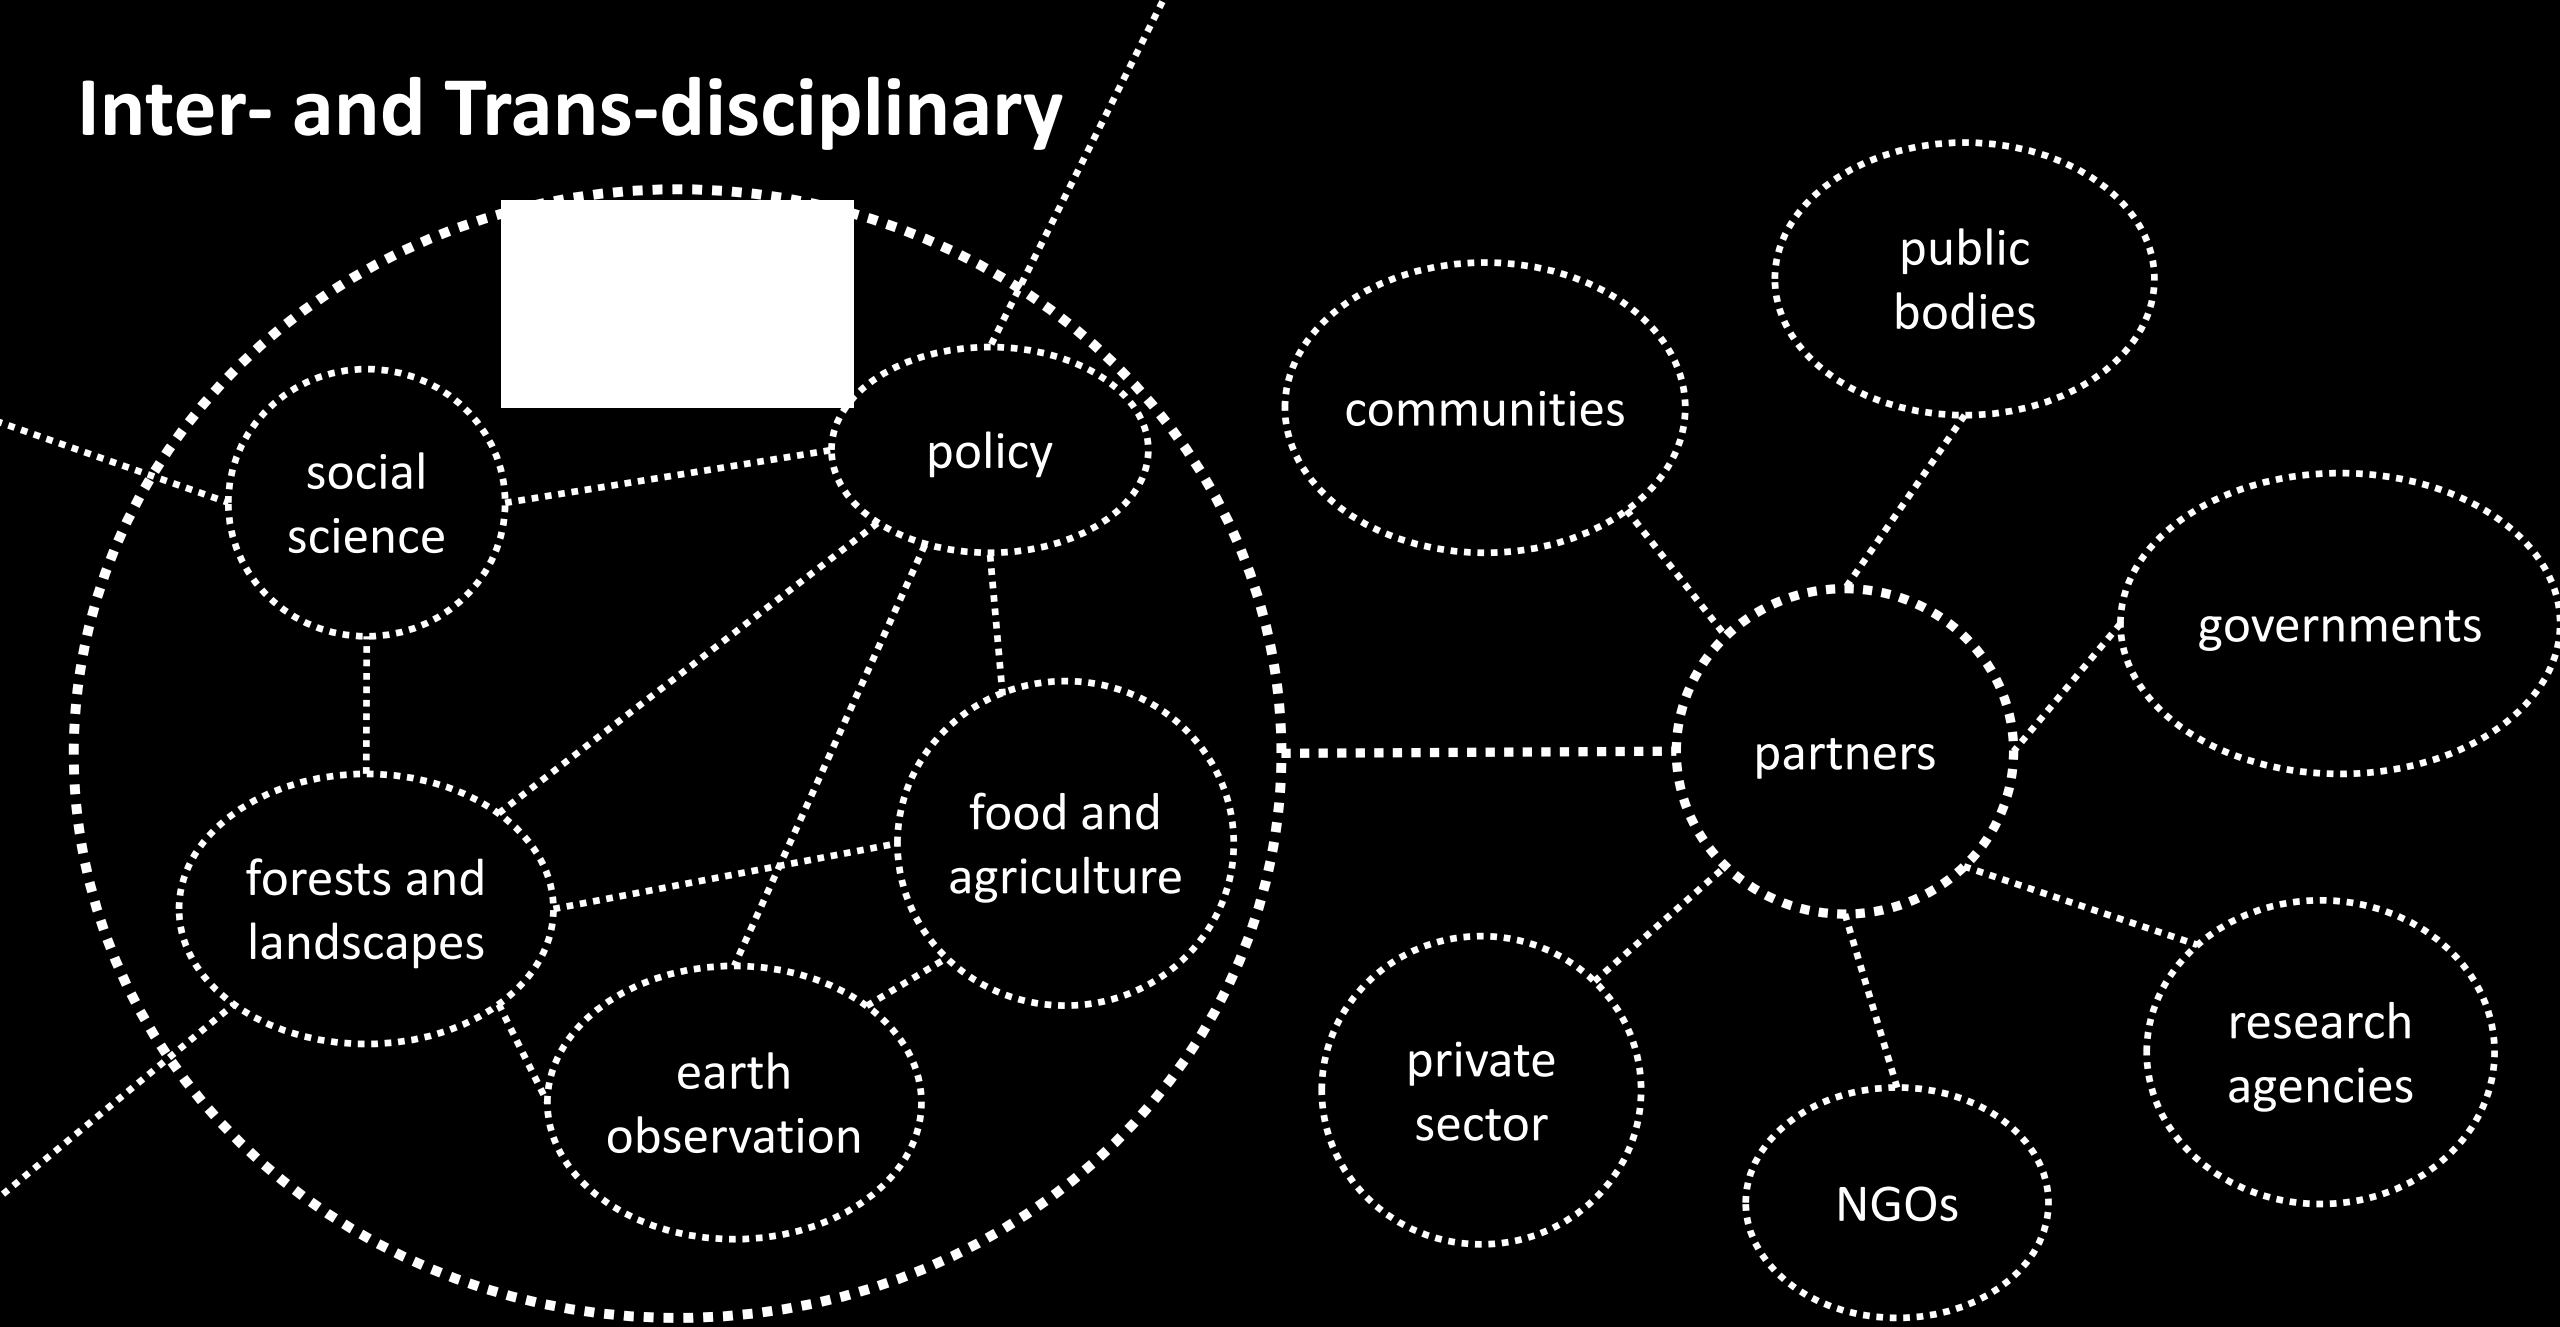 Inter- and Trans-disciplinary
social
science
policy
forests and
landscapes
food and
agriculture
earth
observation
communities
public
bodies
governments
partners
private
sector
NGOs
research
agencies